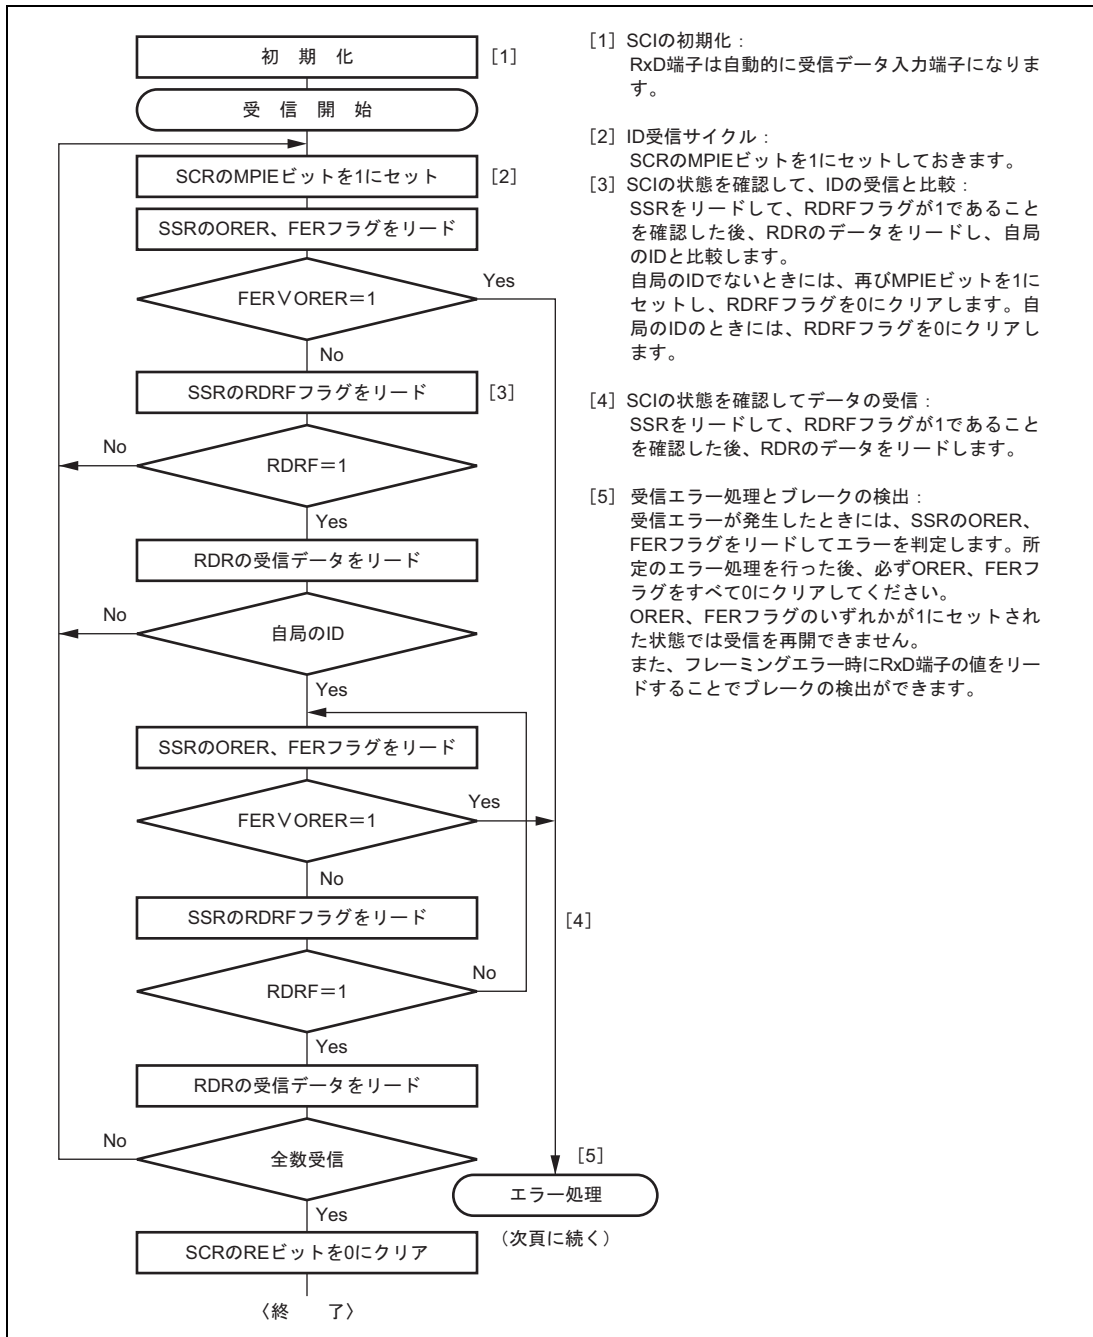 初 期 化
[1]
受 信 開 始
SCRのMPIEビットを1にセット
[2]
SSRのORER、FERフラグをリード
FER∨ORER=1
Yes
No
SSRのRDRFフラグをリード
[3]
No
RDRF=1
Yes
RDRの受信データをリード
No
自局のID
Yes
SSRのORER、FERフラグをリード
FER∨ORER=1
Yes
No
SSRのRDRFフラグをリード
[4]
RDRF=1
No
Yes
RDRの受信データをリード
No
全数受信
[5]
エラー処理
Yes
(次頁に続く)
SCRのREビットを0にクリア
〈終 了〉
[1] SCIの初期化:
RxD端子は自動的に受信データ入力端子になりま
す。
[2] ID受信サイクル:
SCRのMPIEビットを1にセットしておきます。
[3] SCIの状態を確認して、IDの受信と比較:
SSRをリードして、RDRFフラグが1であること
を確認した後、RDRのデータをリードし、自局
のIDと比較します。
自局のIDでないときには、再びMPIEビットを1に
セットし、RDRFフラグを0にクリアします。自
局のIDのときには、RDRFフラグを0にクリアし
ます。
[4] SCIの状態を確認してデータの受信:
SSRをリードして、RDRFフラグが1であること
を確認した後、RDRのデータをリードします。
[5] 受信エラー処理とブレークの検出:
受信エラーが発生したときには、SSRのORER、
FERフラグをリードしてエラーを判定します。所
定のエラー処理を行った後、必ずORER、FERフ
ラグをすべて0にクリアしてください。
ORER、FERフラグのいずれかが1にセットされ
た状態では受信を再開できません。
また、フレーミングエラー時にRxD端子の値をリー
ドすることでブレークの検出ができます。